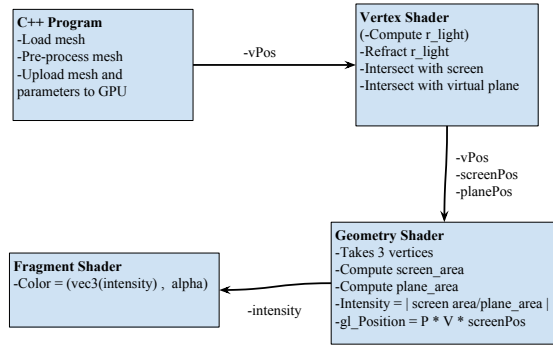 C++ Program
-Load mesh
-Pre-process mesh
-Upload mesh and
parameters to GPU
-vPos
Vertex Shader
(-Compute r_light)
-Refract r_light
-Intersect with screen
-Intersect with virtual plane
-vPos
-screenPos
-planePos
Geometry Shader
-Takes 3 vertices
-Compute screen_area
-Compute plane_area
-Intensity = | screen area/plane_area |
-gl_Position = P * V * screenPos
-intensity
Fragment Shader
-Color = (vec3(intensity) , alpha)